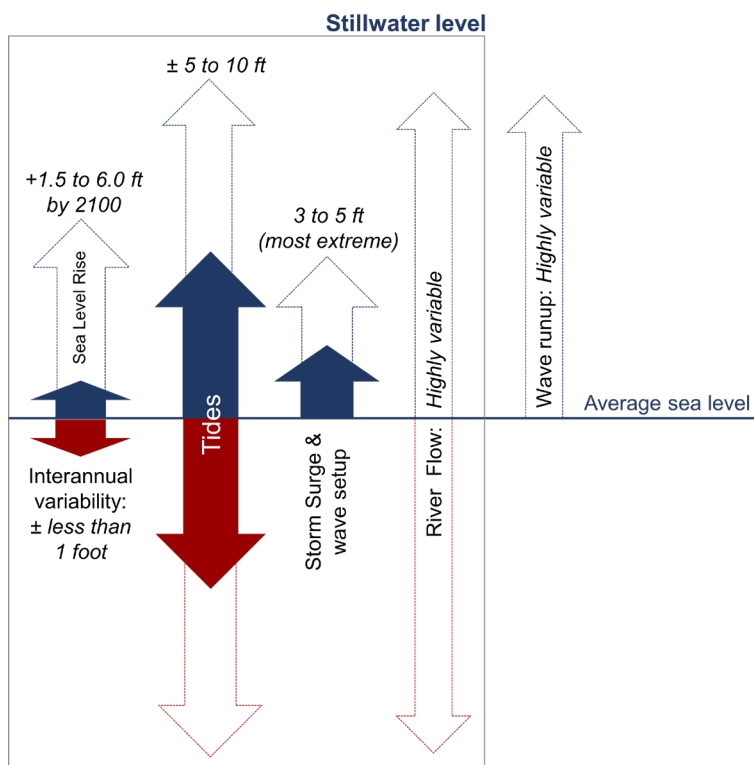 Stillwater level
± 5 to 10 ft
+1.5 to 6.0 ft
by 2100
3 to 5 ft
(most extreme)
Sea Level Rise
Tides
River Flow: Highly variable
Wave runup: Highly variable
Average sea level
Interannual
variability:
± less than
1 foot
Storm Surge &
wave setup